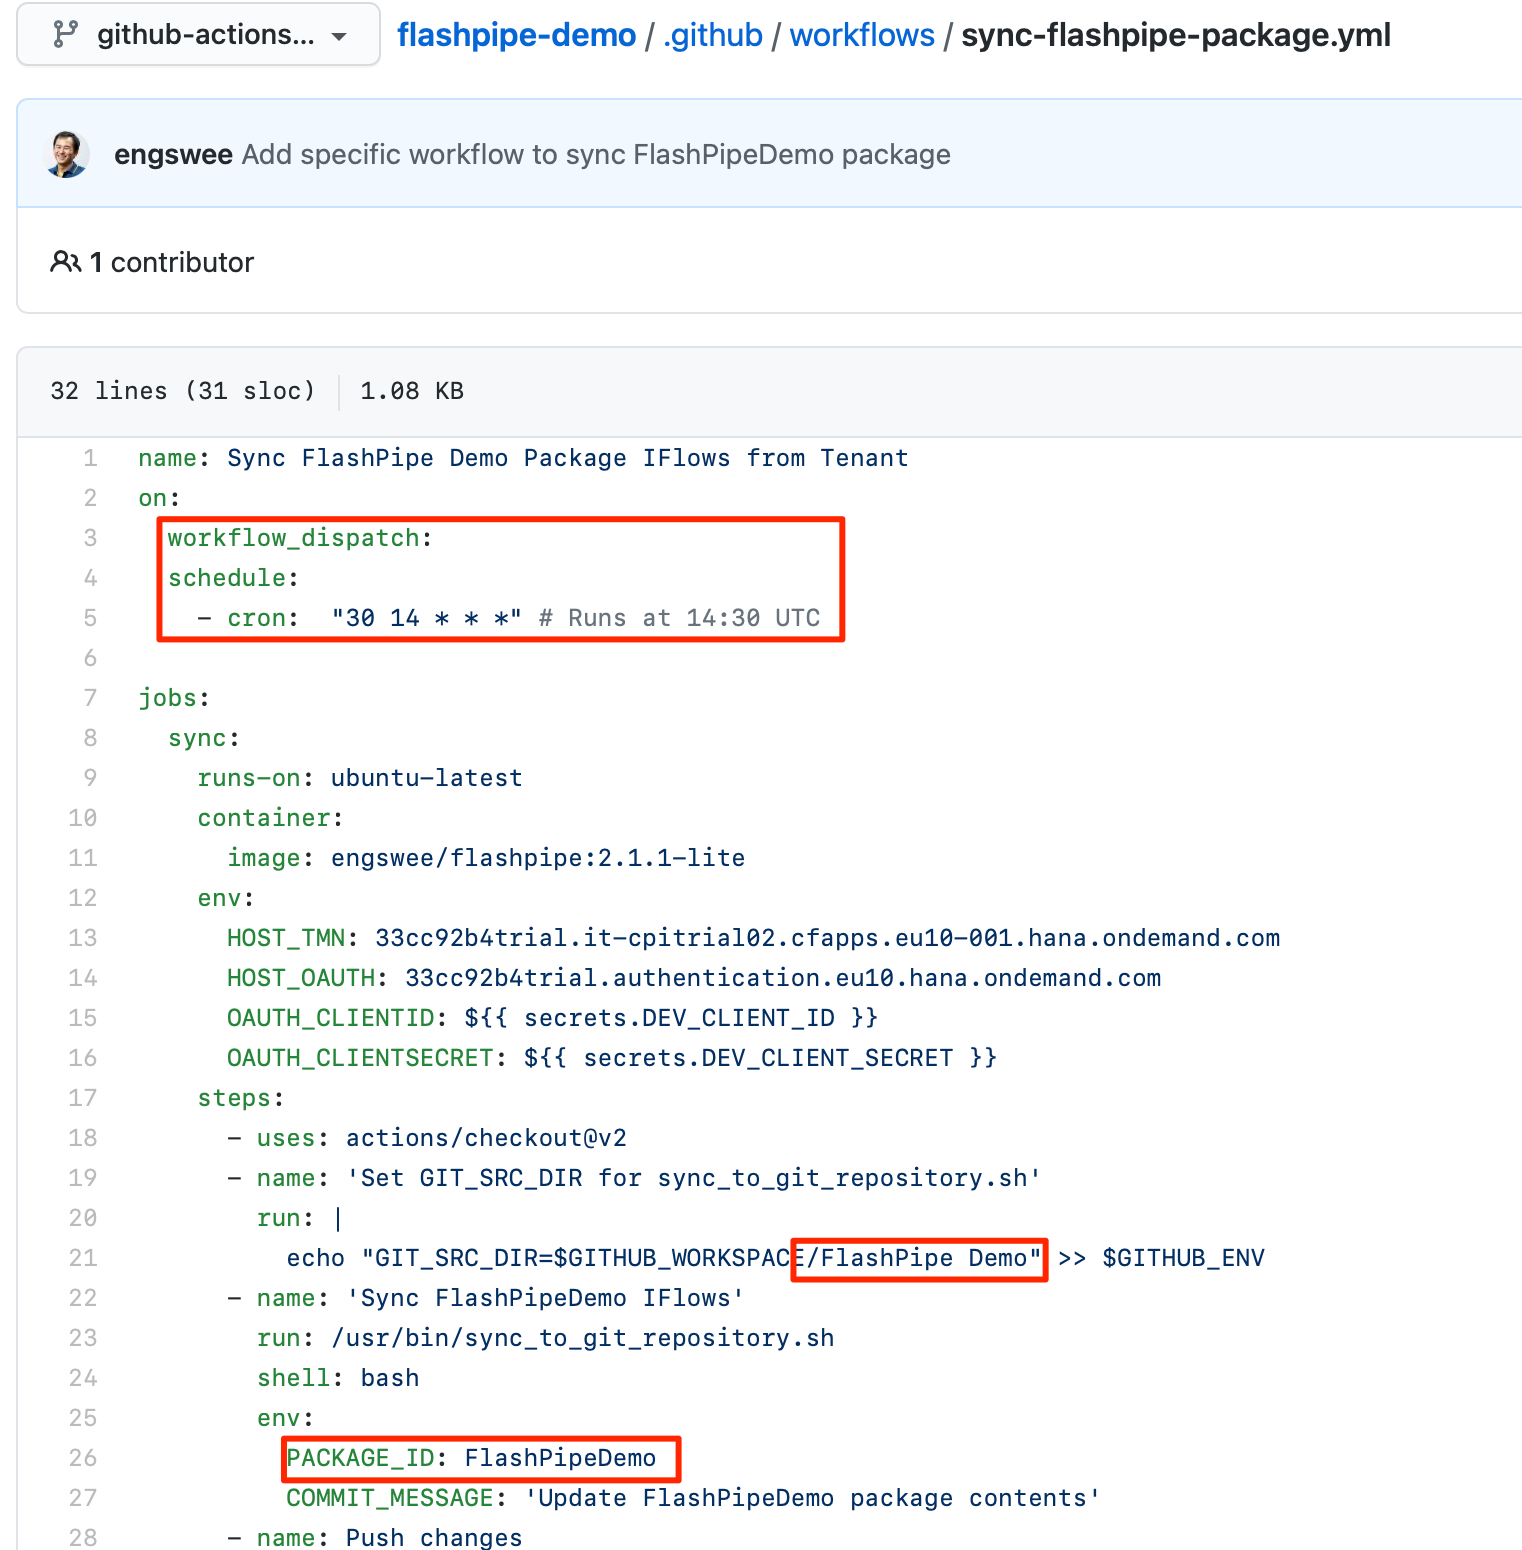 github-actions... flashpipe-demo / .github / workflows / sync-flashpipe-package.yml
engswee Add specific workflow to sync FlashPipeDemo package
1 contributor
32 lines (31 sloc) 1.08 KB
1 name: Sync FlashPipe Demo Package IFlows from Tenant
2 on:
3   workflow_dispatch:
4   schedule:
5     - cron:  "30 14 * * *" # Runs at 14:30 UTC
6
7 jobs:
8   sync:
9     runs-on: ubuntu-latest
10     container:
11       image: engswee/flashpipe:2.1.1-lite
12     env:
13       HOST_TMN: 33cc92b4trial.it-cpitrial02.cfapps.eu10-001.hana.ondemand.com
14       HOST_OAUTH: 33cc92b4trial.authentication.eu10.hana.ondemand.com
15       OAUTH_CLIENTID: ${{ secrets.DEV_CLIENT_ID }}
16       OAUTH_CLIENTSECRET: ${{ secrets.DEV_CLIENT_SECRET }}
17     steps:
18       - uses: actions/checkout@v2
19       - name: 'Set GIT_SRC_DIR for sync_to_git_repository.sh'
20         run: |
21           echo "GIT_SRC_DIR=$GITHUB_WORKSPACE/FlashPipe Demo" >> $GITHUB_ENV
22       - name: 'Sync FlashPipeDemo IFlows'
23         run: /usr/bin/sync_to_git_repository.sh
24         shell: bash
25         env:
26           PACKAGE_ID: FlashPipeDemo
27           COMMIT_MESSAGE: 'Update FlashPipeDemo package contents'
28       - name: Push changes